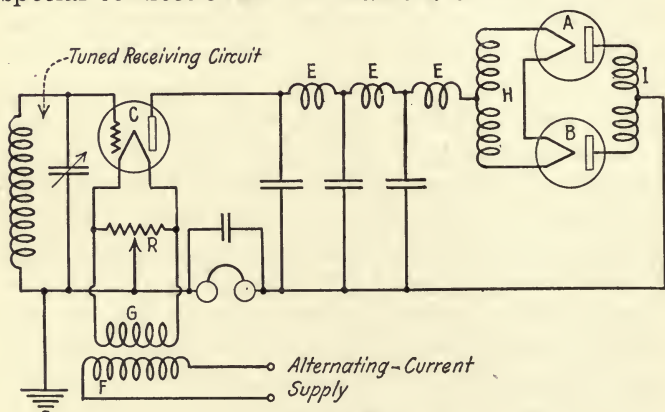 Tuned Receiving Circuit
A
E E E
H
I
C
B
R
G
F
Alternating-Current
Supply